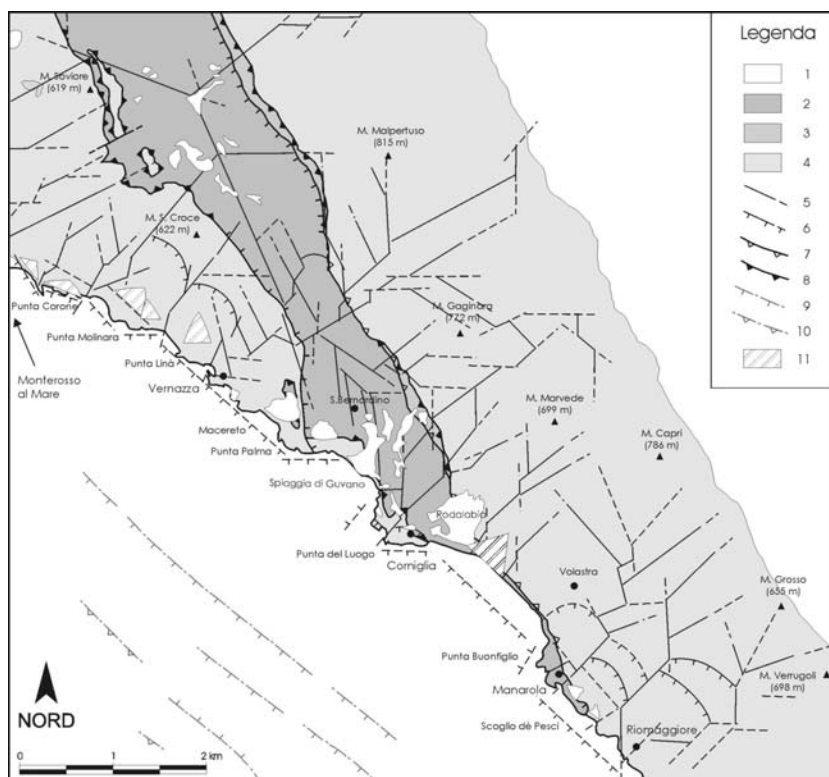 Legenda
1
2
3
4
5
6
7
8
9
10
11
M. Soviore
(619 m)
M. Malpertuso
(815 m)
M. S. Croce
(622 m)
Punta Corone
Punta Molinara
M. Gaginara
(772 m)
Monterosso
al Mare
Punta Linà
Vernazza
S.Bernardino
M. Marvede
(699 m)
Macereto
M. Capri
(786 m)
Punta Palma
Spiaggia di Guvano
Rodalabia
Punta del Luogo
Corniglia
Volastra
M. Grosso
(655 m)
Punta Buonfiglio
M. Verrugoli
(698 m)
Manarola
NORD
Scoglio dè Pesci
Riomaggiore
0
1
2 km